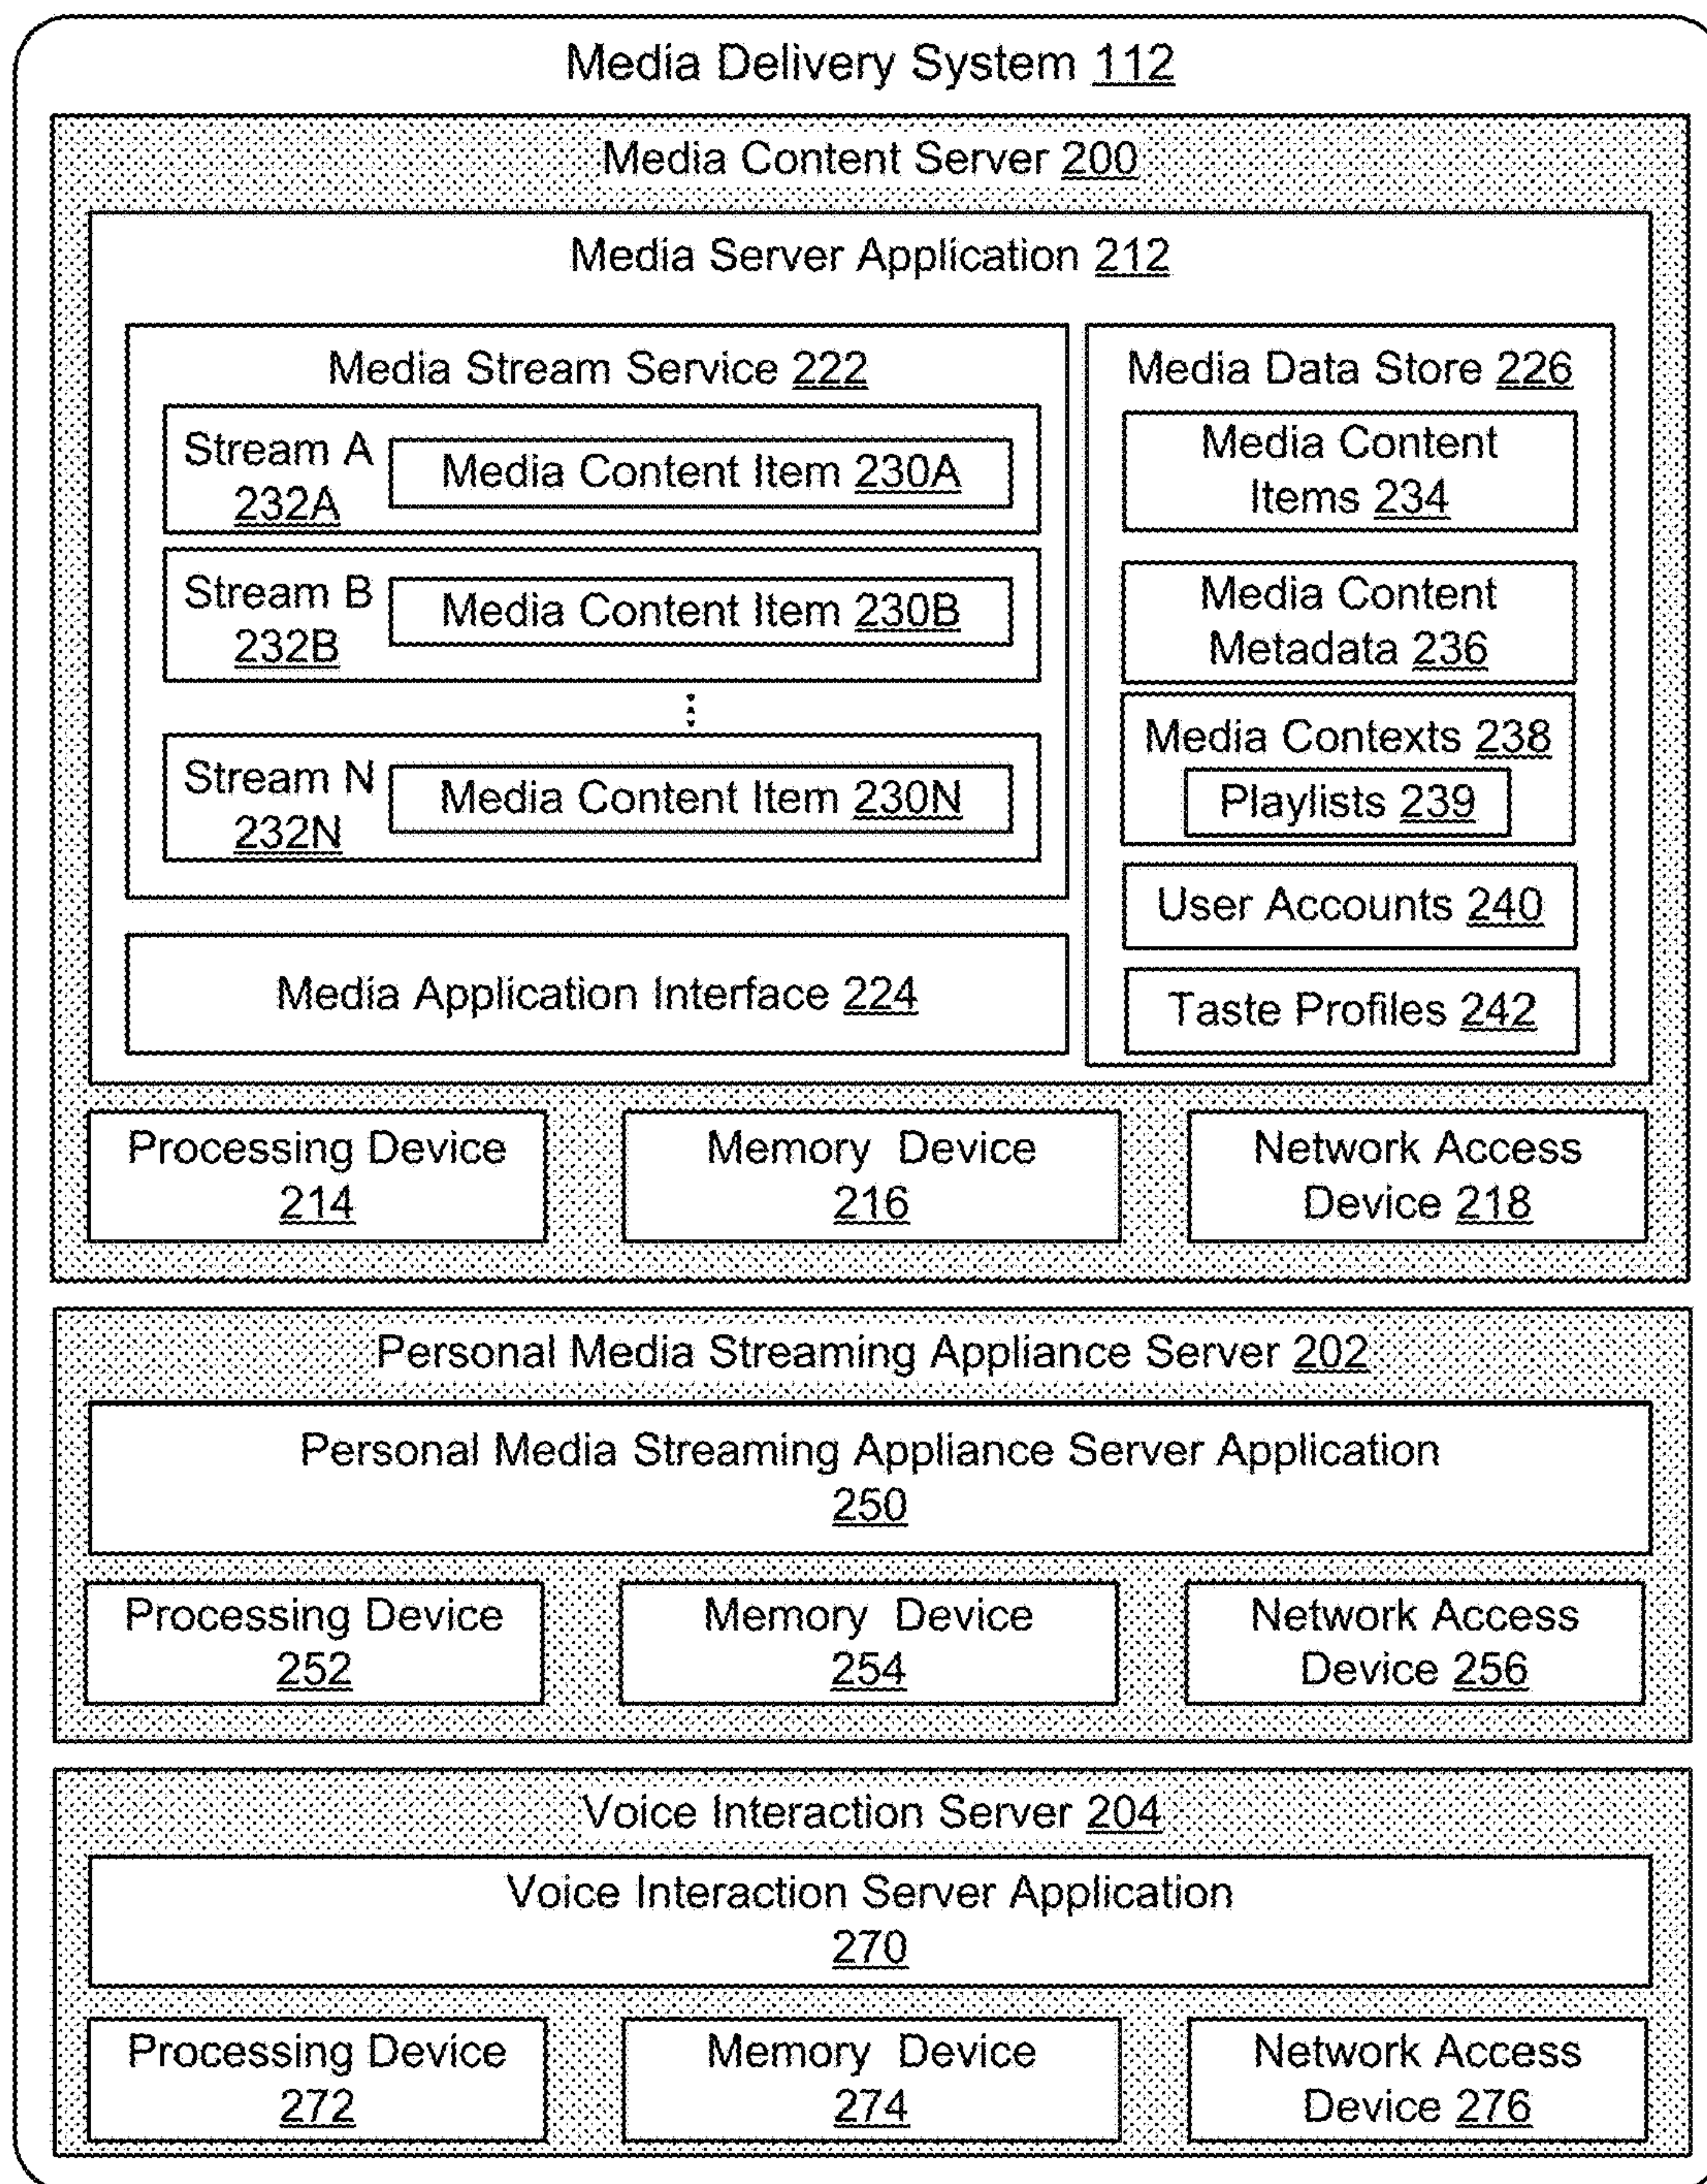 Media Delivery System 112
Media Content Server 200
Media Server Application 212
Media Stream Service 222
Stream A
232A
Media Content Item 230A
Stream B
232B
Media Content Item 230B
Stream N
232N
Media Content Item 230N
Media Application Interface 224
Media Data Store 226
Media Content
Items 234
Media Content
Metadata 236
Media Contexts 238
Playlists 239
User Accounts 240
Taste Profiles 242
Processing Device
214
Memory Device
216
Network Access
Device 218
Personal Media Streaming Appliance Server 202
Personal Media Streaming Appliance Server Application
250
Processing Device
252
Memory Device
254
Network Access
Device 256
Voice Interaction Server 204
Voice Interaction Server Application
270
Processing Device
272
Memory Device
274
Network Access
Device 276